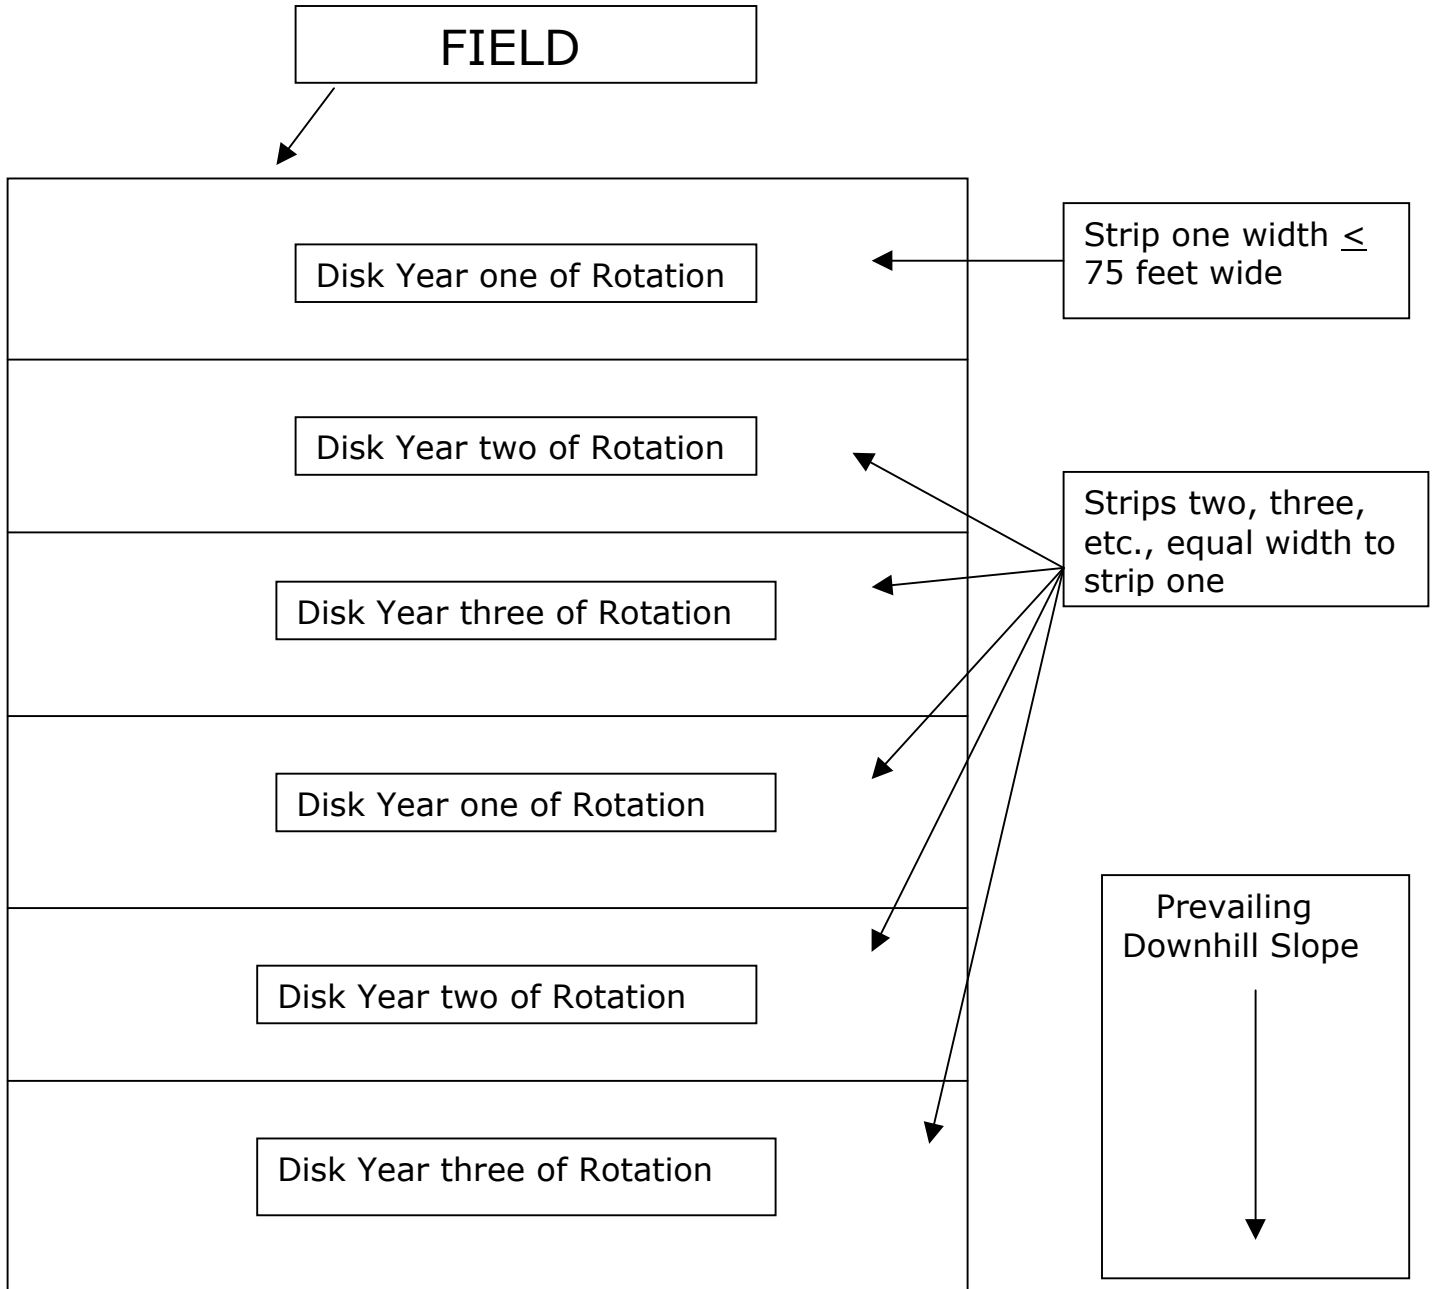 FIELD
Disk Year one of Rotation
Strip one width ≤
75 feet wide
Disk Year two of Rotation
Strips two, three,
etc., equal width to
strip one
Disk Year three of Rotation
Disk Year one of Rotation
Prevailing
Downhill Slope
Disk Year two of Rotation
Disk Year three of Rotation